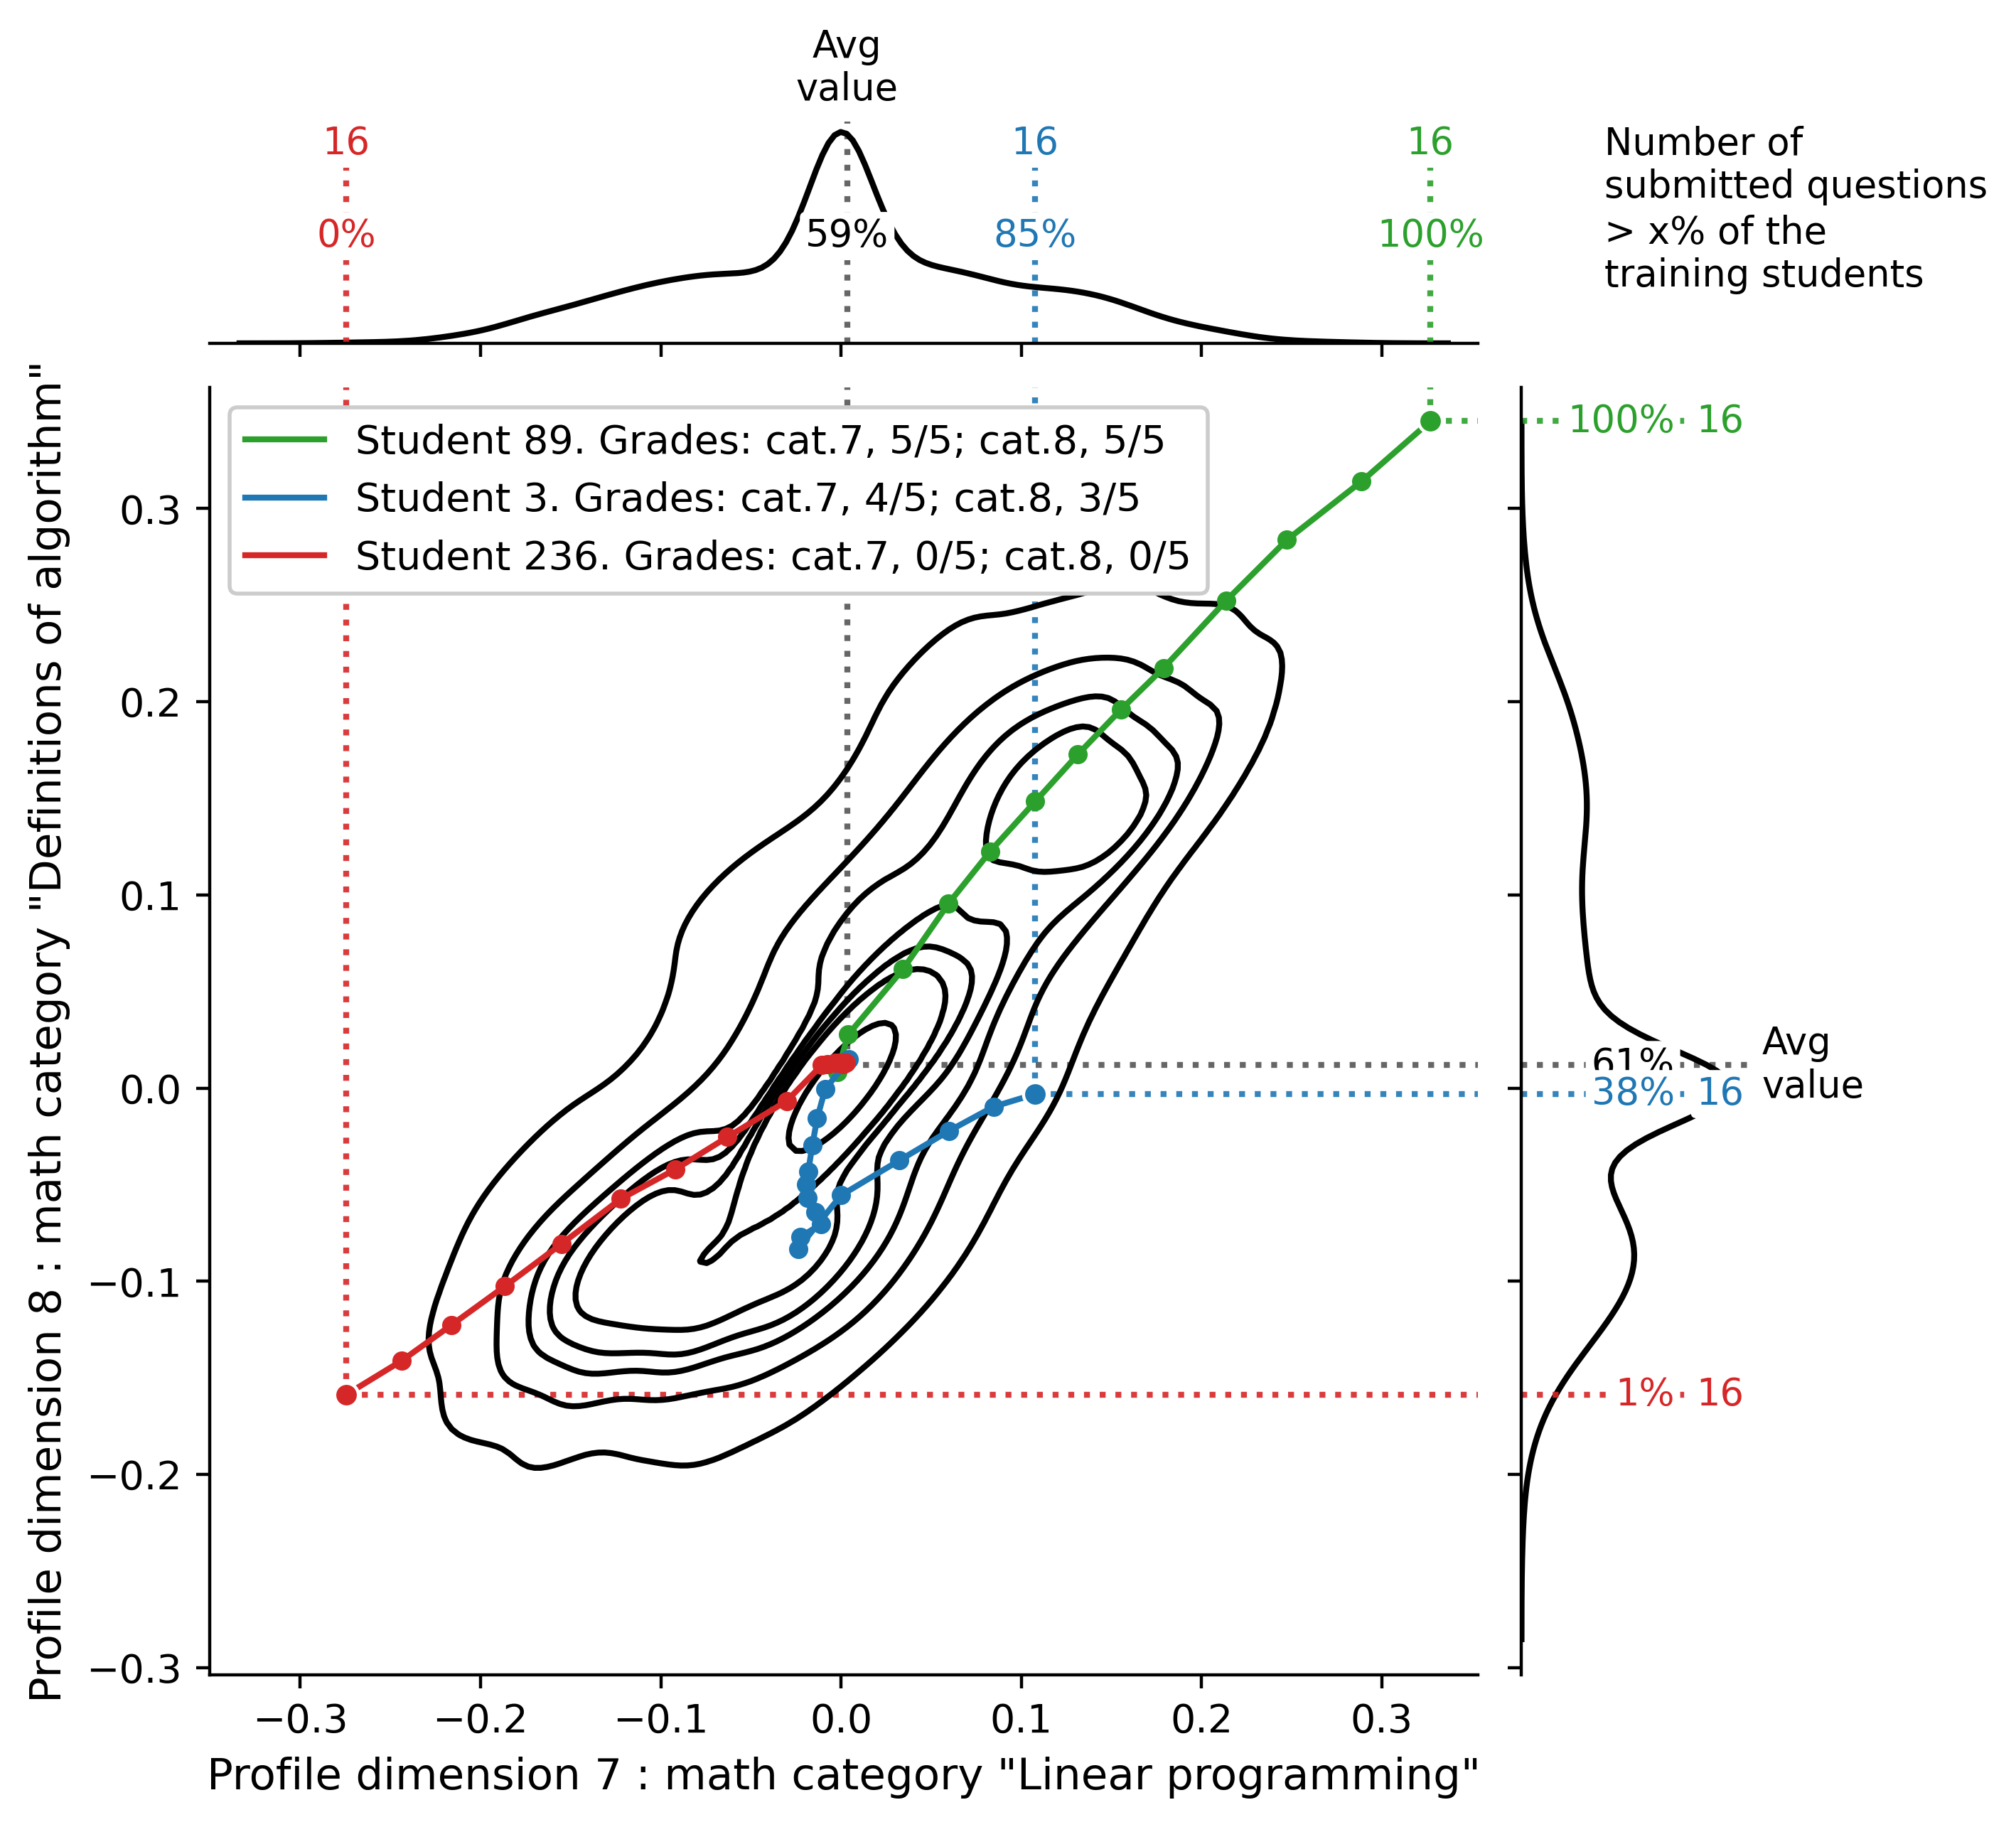 Avg
value
16
16
16
Number of
submitted questions
0%
59%
85%
100%
> x% of the
training students
Profile dimension 8 : math category "Definitions of algorithm"
Student 89. Grades: cat.7, 5/5; cat.8, 5/5
Student 3. Grades: cat.7, 4/5; cat.8, 3/5
Student 236. Grades: cat.7, 0/5; cat.8, 0/5
100% 16
0.3
0.2
0.1
0.0
−0.1
−0.2
−0.3
61%
Avg
value
38% 16
1% 16
−0.3
−0.2
−0.1
0.0
0.1
0.2
0.3
Profile dimension 7 : math category "Linear programming"